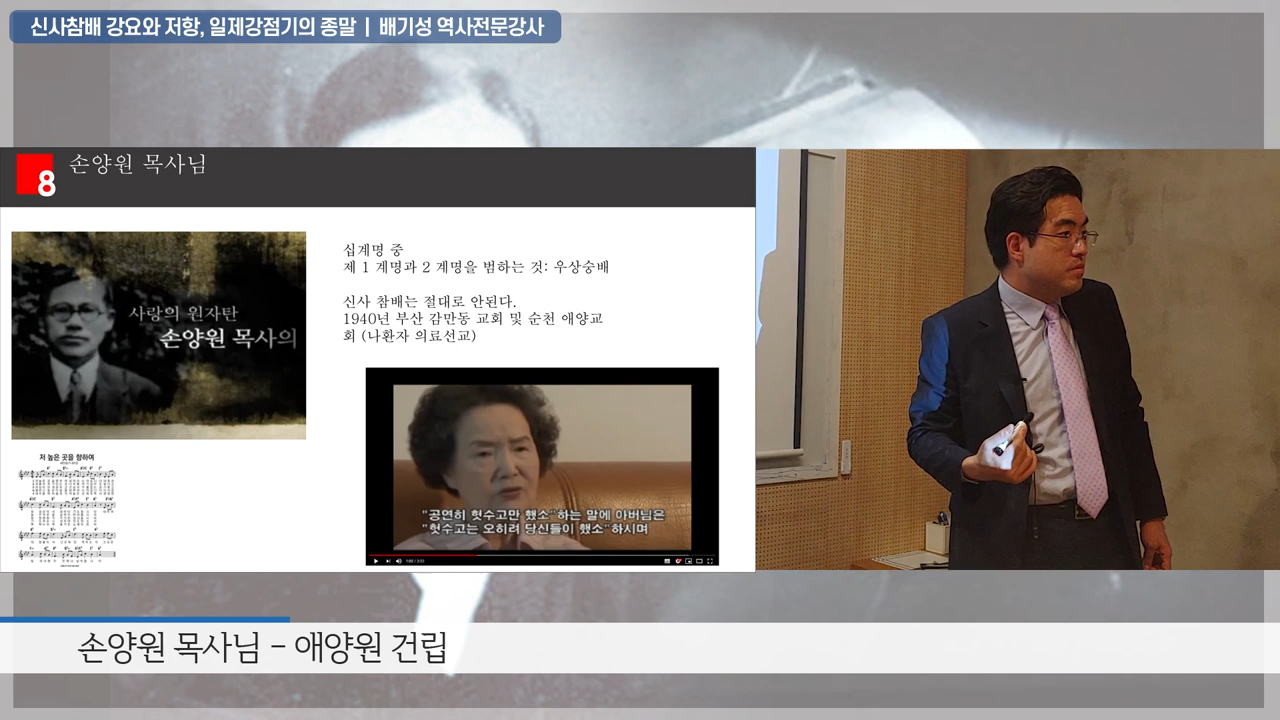 신사참배 강요와 저항, 일제강점기의 종말 | 배기성 역사전문강사
8
손양원 목사님
사랑의 원자탄
손양원 목사의
십계명 중
제 1 계명과 2 계명을 범하는 것: 우상숭배
신사 참배는 절대로 안된다.
1940년 부산 감만동 교회 및 순천 애양교
회 (나환자 의료선교)
저 높은 곳을 향하여
"공연히 헛수고만 했소"하는 말에 아버님은
"헛수고는 오히려 당신들이 했소"하시며
손양원 목사님 - 애양원 건립